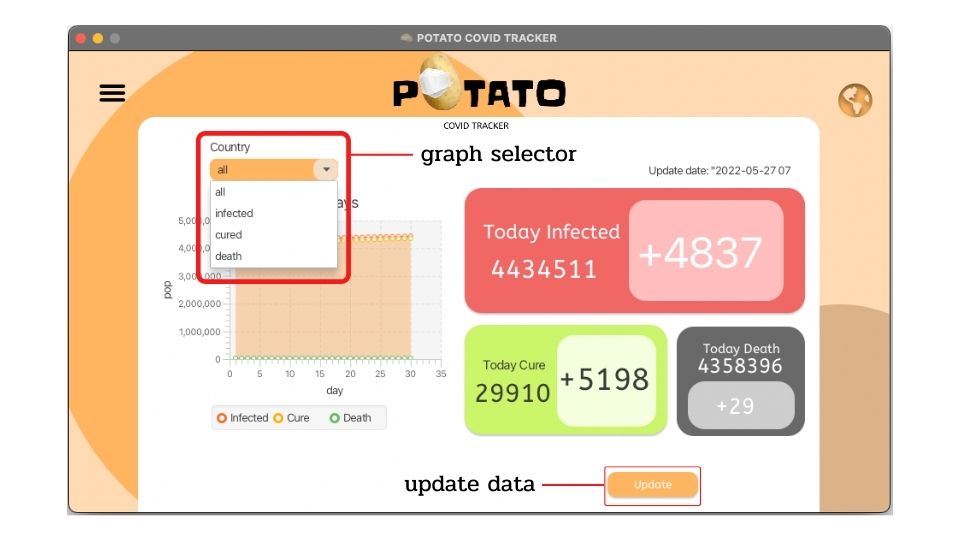 POTATO COVID TRACKER
POTATO
COVID TRACKER
Country
graph selector
all
all
infected
cured
death
ays
Update date: "2022-05-27 07
5,000,0
4,000,0
3,000,000
2,000,000
1,000,000
0
pop
0 5 10 15 20 25 30 35
day
Infected Cure Death
Today Infected
4434511
+4837
Today Cure
29910
+5198
Today Death
4358396
+29
update data
Update